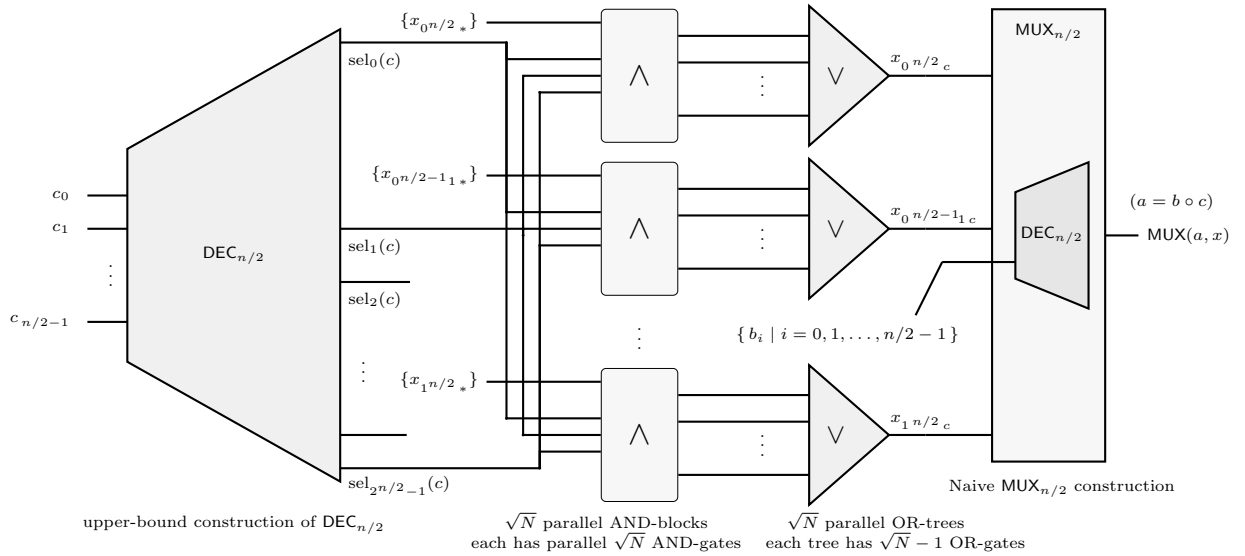 {x_{0^{n/2}*}}
MUX_{n/2}
sel_0(c)
x_{0^{n/2}c}
∧
⋮
∨
{x_{0^{n/2-1}1*}}
c_0
x_{0^{n/2-1}1c}
(a = b ∘ c)
c_1
∧
∨
DEC_{n/2}
MUX(a, x)
sel_1(c)
DEC_{n/2}
⋮
⋮
sel_2(c)
c_{n/2-1}
{ b_i | i = 0, 1, . . . , n/2 − 1 }
⋮
⋮
{x_{1^{n/2}*}}
x_{1^{n/2}c}
∧
⋮
∨
sel_{2^{n/2}-1}(c)
Naive MUX_{n/2} construction
upper-bound construction of DEC_{n/2}
√N parallel AND-blocks
each has parallel √N AND-gates
√N parallel OR-trees
each tree has √N − 1 OR-gates